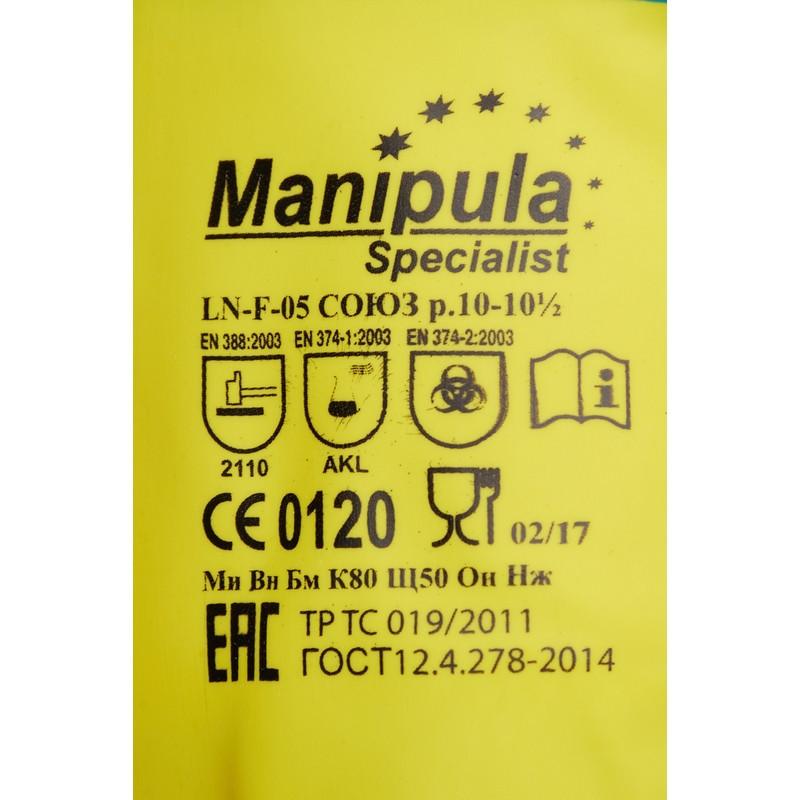 Manipula
Specialist
LN-F-05 СОЮЗ р.10-10½
EN 388:2003 EN 374-1:2003 EN 374-2:2003
i
2110 AKL
CE 0120 02/17
Ми Вн Бм К80 Щ50 Он Нж
EAC ТР ТС 019/2011
ГОСТ12.4.278-2014